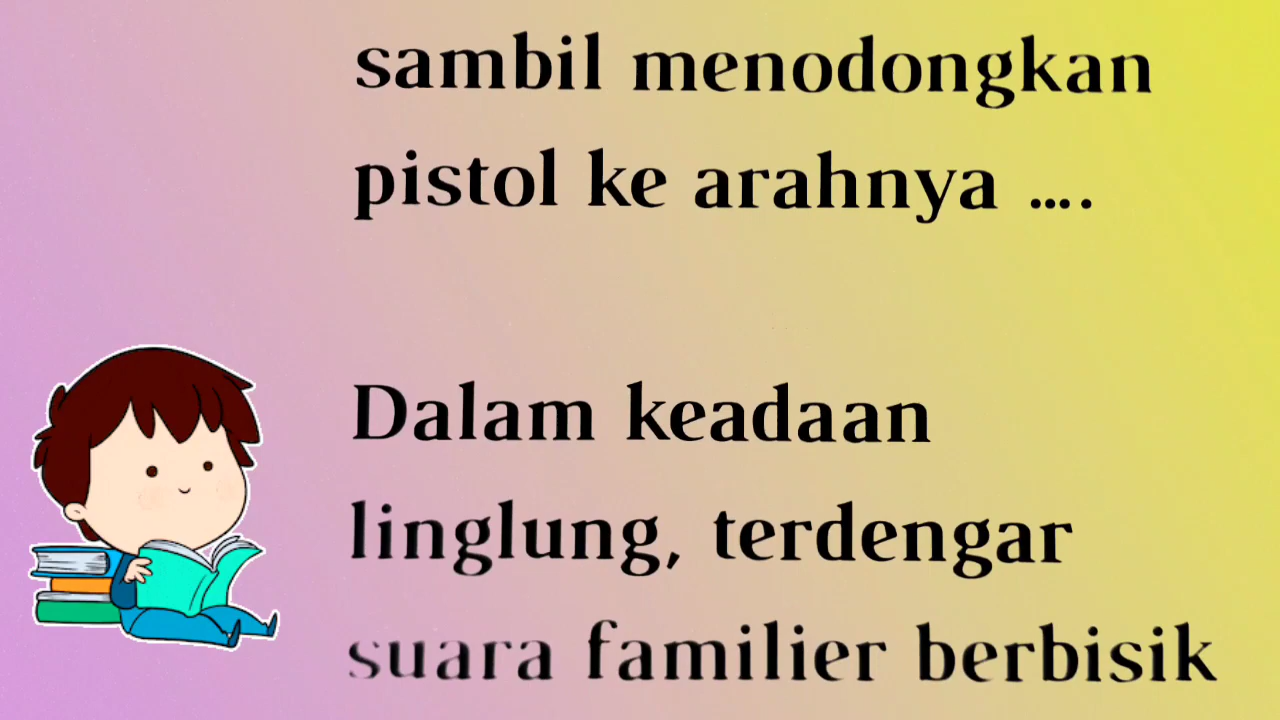 sambil menodongkan
pistol ke arahnya ....
Dalam keadaan
linglung, terdengar
suara familier berbisik